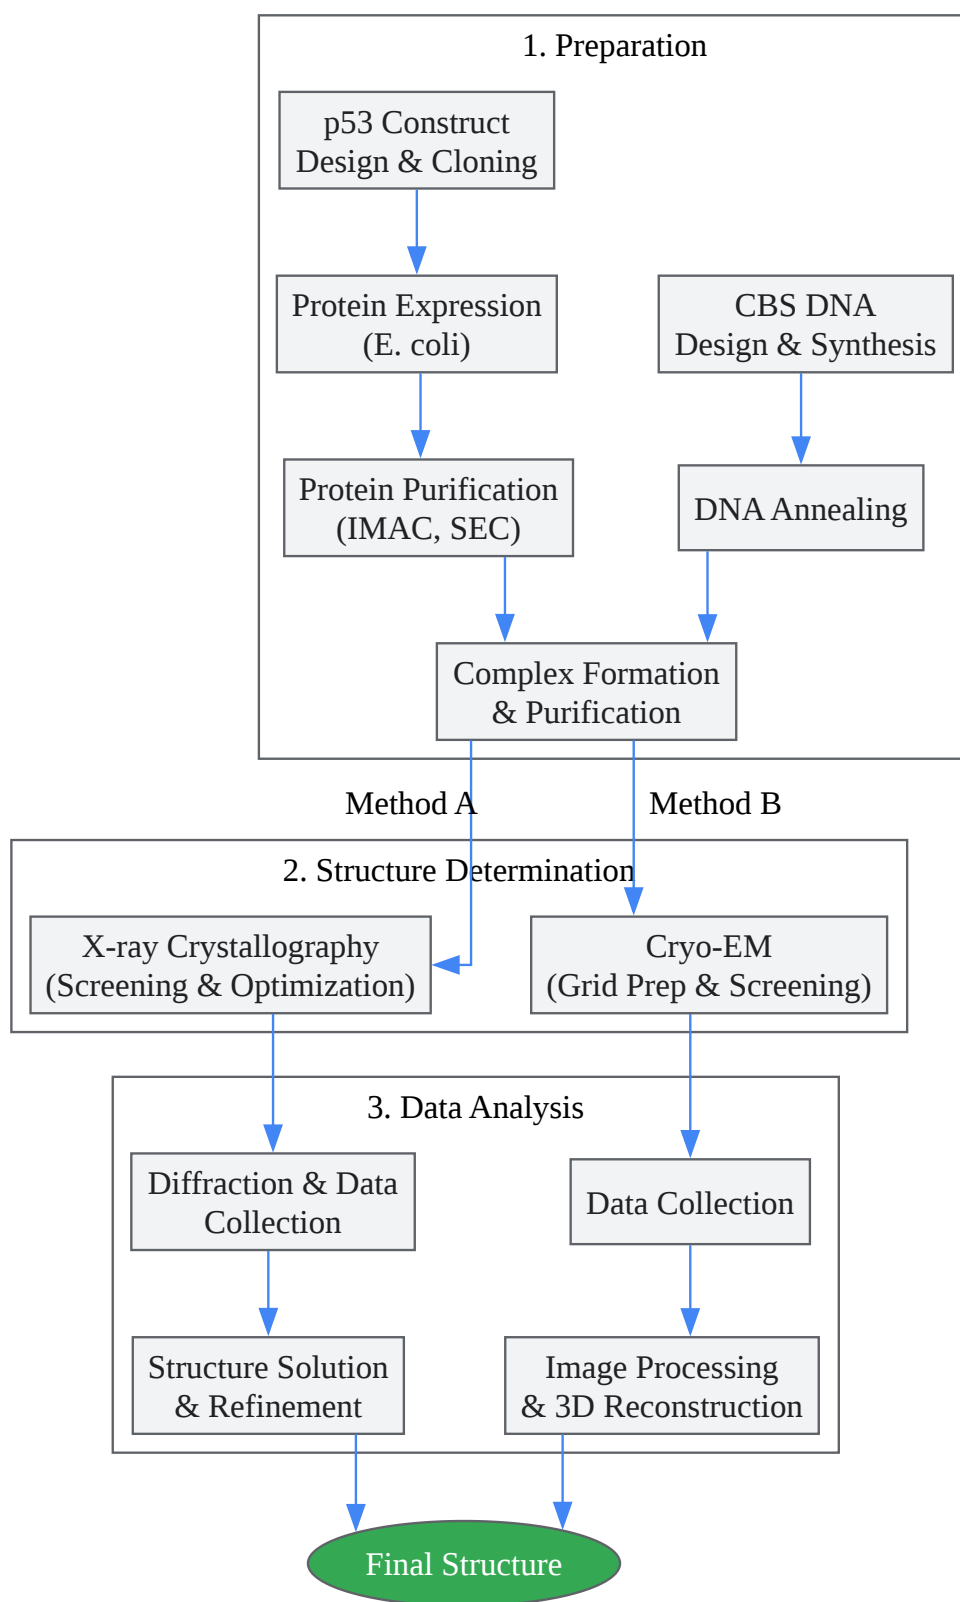 1. Preparation
p53 Construct
Design & Cloning
Protein Expression
(E. coli)
CBS DNA
Design & Synthesis
Protein Purification
(IMAC, SEC)
DNA Annealing
Complex Formation
& Purification
Method A
Method B
2. Structure Determination
X-ray Crystallography
(Screening & Optimization)
Cryo-EM
(Grid Prep & Screening)
3. Data Analysis
Diffraction & Data
Collection
Data Collection
Structure Solution
& Refinement
Image Processing
& 3D Reconstruction
Final Structure